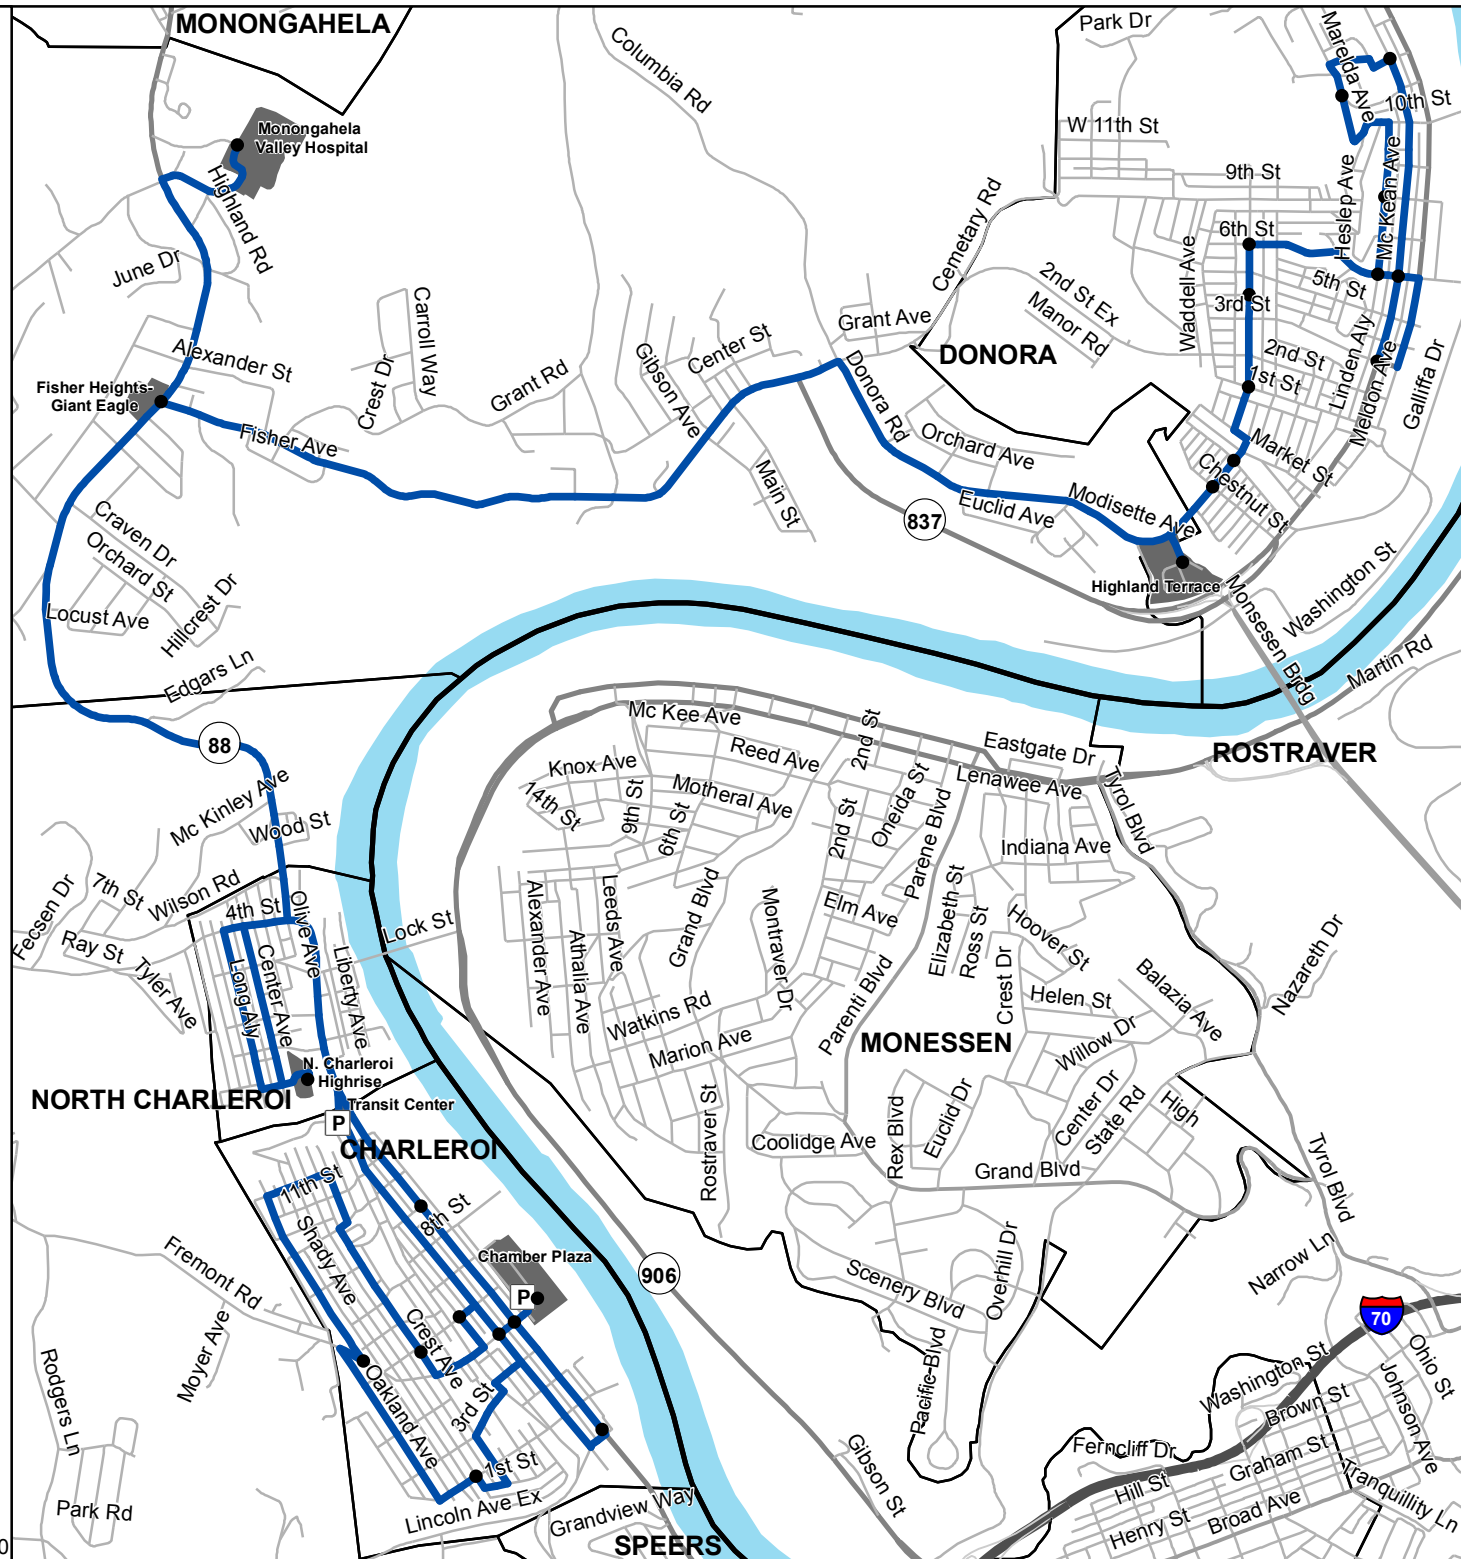 MONONGAHELA
Monongahela
Valley Hospital
Highland Rd
June Dr
Alexander St
Fisher Heights-
Giant Eagle
Fisher Ave
Crest Dr
Carroll Way
Grant Rd
Gibson Ave
Center St
Main St
Columbia Rd
Grant Ave
Cemetary Rd
Donora Rd
DONORA
2nd St Ex
Manor Rd
Orchard Ave
Euclid Ave
Modisette Ave
837
Highland Terrace
Park Dr
Marelda Ave
10th St
W 11th St
9th St
Heslep Ave
Mc Kean Ave
6th St
Waddell Ave
5th St
3rd St
2nd St
Linden Aly
1st St
Meldon Ave
Galliffa Dr
Market St
Chestnut St
Washington St
Monsesen Brdg
Martin Rd
ROSTRAVER
Craven Dr
Orchard St
Hillcrest Dr
Locust Ave
Edgars Ln
88
Mc Kinley Ave
Wood St
7th St
Wilson Rd
Fecsen Dr
Ray St
Tyler Ave
4th St
Olive Ave
Center Ave
Long Aly
Liberty Ave
Lock St
N. Charleroi
Highrise
NORTH CHARLEROI
Transit Center
P
CHARLEROI
11th St
8th St
Shady Ave
Chamber Plaza
P
Fremont Rd
Moyer Ave
Crest Ave
Oakland Ave
3rd St
1st St
Rodgers Ln
Park Rd
Lincoln Ave Ex
Grandview Way
SPEERS
0
Mc Kee Ave
Reed Ave
2nd St
Knox Ave
14th St
9th St
Motheral Ave
6th St
2nd St
Oneida St
Eastgate Dr
Lenawee Ave
Parene Blvd
Tyrol Blvd
Indiana Ave
Alexander Ave
Athalia Ave
Leeds Ave
Grand Blvd
Montraver Dr
Elm Ave
Elizabeth St
Ross St
Hoover St
Crest Dr
Helen St
Balazia Ave
Nazareth Dr
Watkins Rd
Marion Ave
Parenti Blvd
MONESSEN
Willow Dr
Center Dr
State Rd
High
Rostraver St
Coolidge Ave
Rex Blvd
Euclid Dr
Grand Blvd
Tyrol Blvd
906
Scenery Blvd
Overhill Dr
Pacific Blvd
Narrow Ln
70
Gibson St
Washington St
Brown St
Ohio St
Johnson Ave
Ferncliff Dr
Graham St
Hill St
Henry St
Broad Ave
Tranquillity Ln